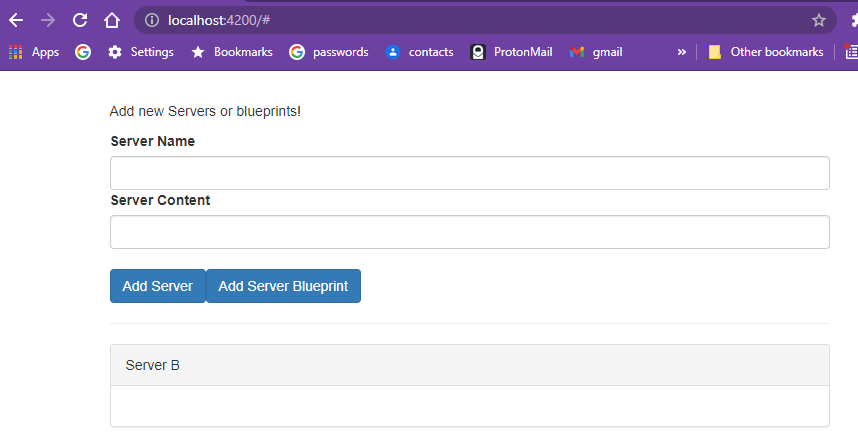 localhost:4200/#
Apps Settings Bookmarks passwords contacts ProtonMail gmail » Other bookmarks
Add new Servers or blueprints!
Server Name
Server Content
Add Server Add Server Blueprint
Server B